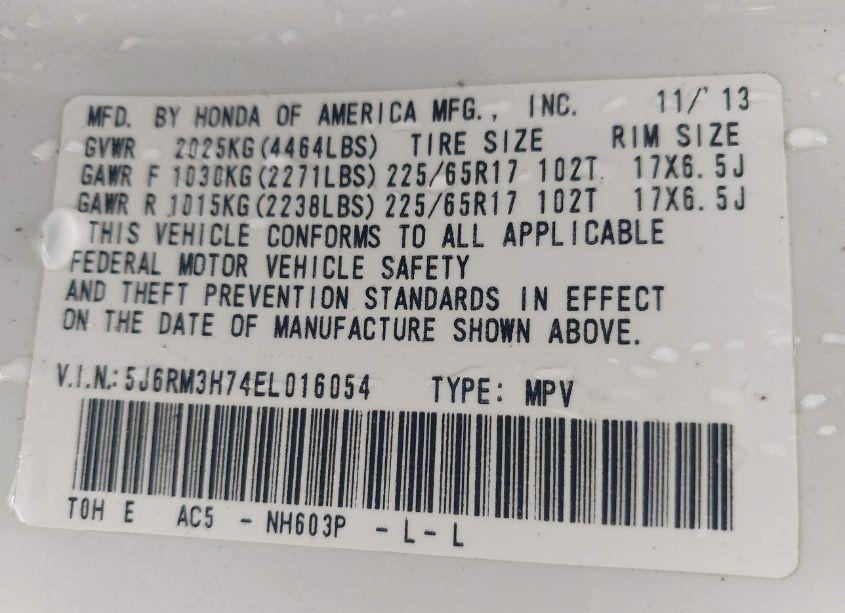 MFD. BY HONDA OF AMERICA MFG., INC. 11/'13
GVWR 2025KG(4464LBS) TIRE SIZE RIM SIZE
GAWR F 1030KG(2271LBS) 225/65R17 102T. 17X6.5J
GAWR R 1015KG(2238LBS) 225/65R17 102T 17X6.5J
THIS VEHICLE CONFORMS TO ALL APPLICABLE
FEDERAL MOTOR VEHICLE SAFETY
AND THEFT PREVENTION STANDARDS IN EFFECT
ON THE DATE OF MANUFACTURE SHOWN ABOVE.
V.I.N.: 5J6RM3H74EL016054 TYPE: MPV
T0H E AC5 - NH603P - L - L